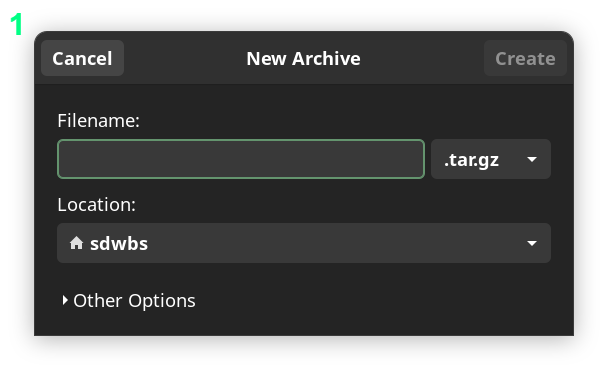 1
Cancel New Archive Create
Filename:
.tar.gz
Location:
sdwbs
Other Options